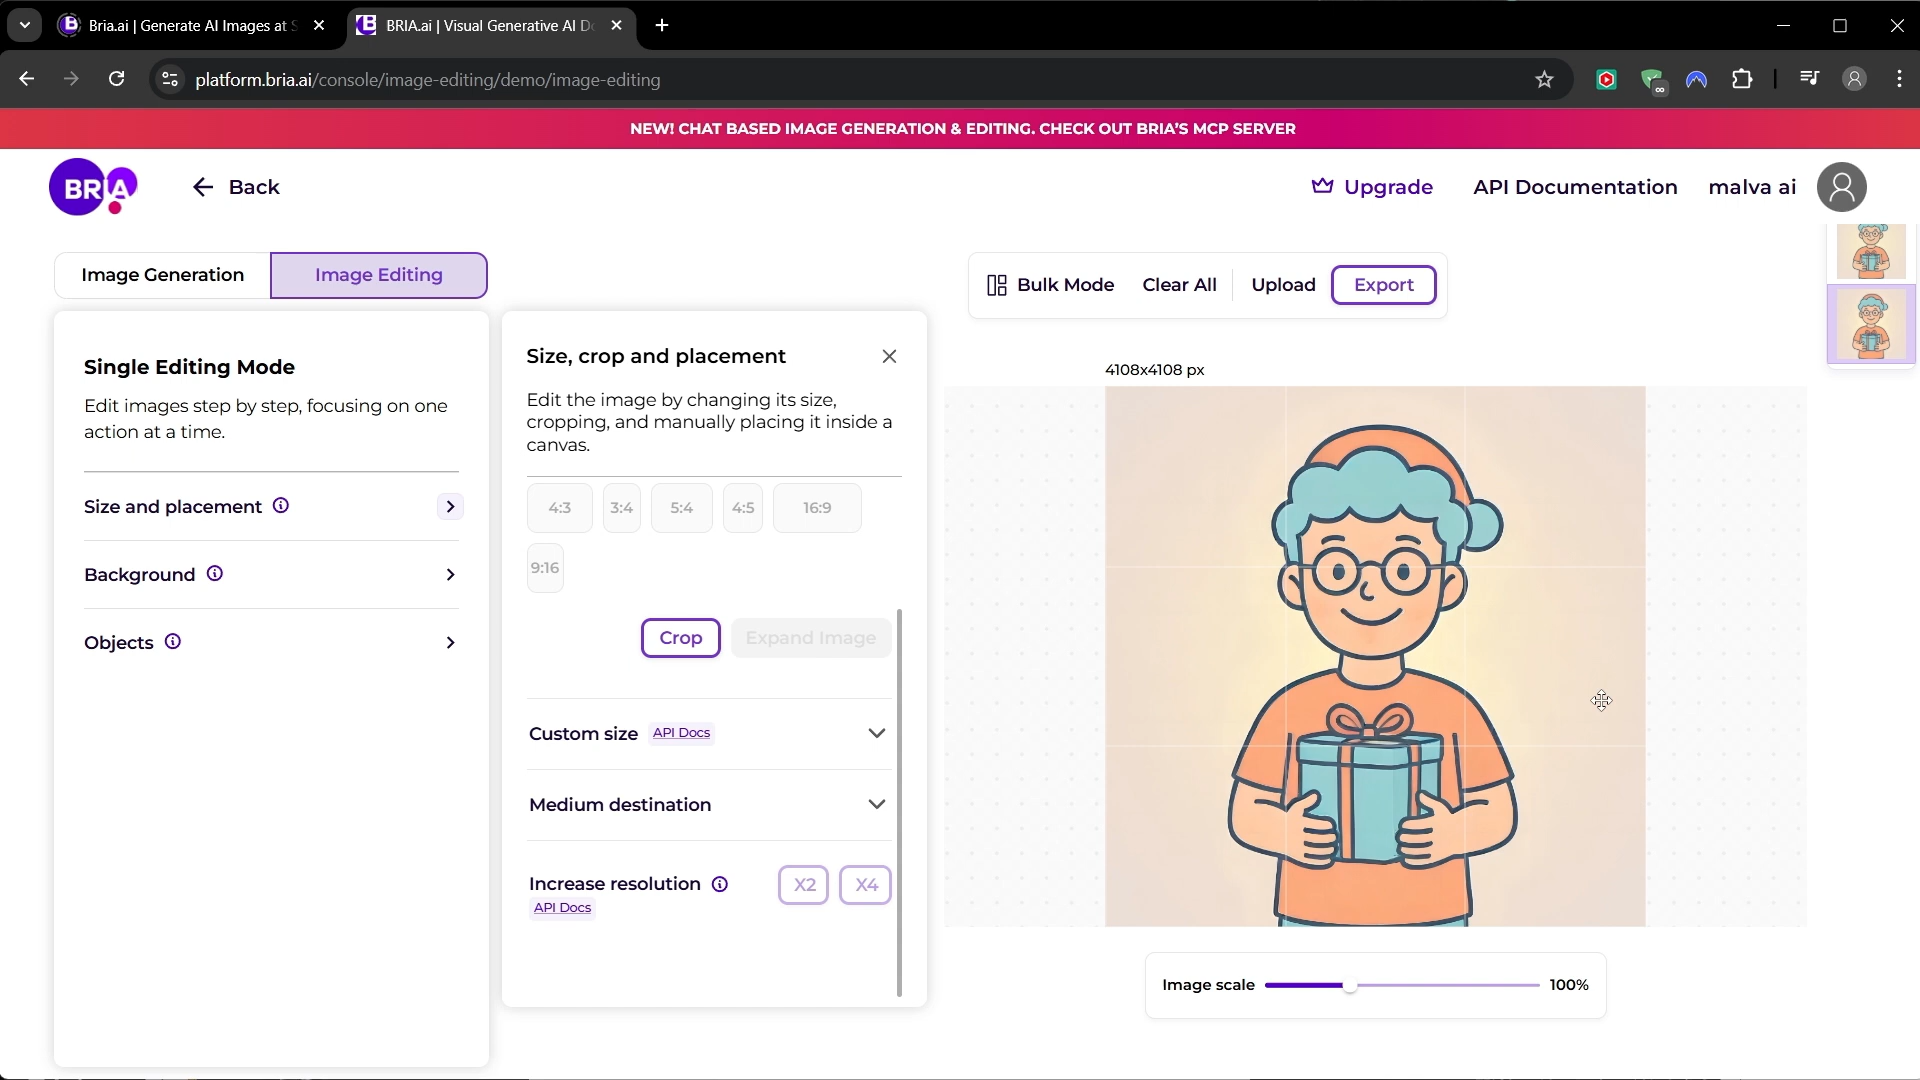 Bria.ai | Generate AI Images at S
BRIA.ai | Visual Generative AI De
platform.bria.ai/console/image-editing/demo/image-editing
NEW! CHAT BASED IMAGE GENERATION & EDITING. CHECK OUT BRIA'S MCP SERVER
BRIA
Back
Upgrade
API Documentation
malva ai
Image Generation
Image Editing
Bulk Mode
Clear All
Upload
Export
Single Editing Mode
Edit images step by step, focusing on one
action at a time.
Size and placement
Background
Objects
Size, crop and placement
Edit the image by changing its size,
cropping, and manually placing it inside a
canvas.
4:3
3:4
5:4
4:5
16:9
9:16
Crop
Expand Image
Custom size
API Docs
Medium destination
Increase resolution
X2
X4
API Docs
4108x4108 px
Image scale
100%